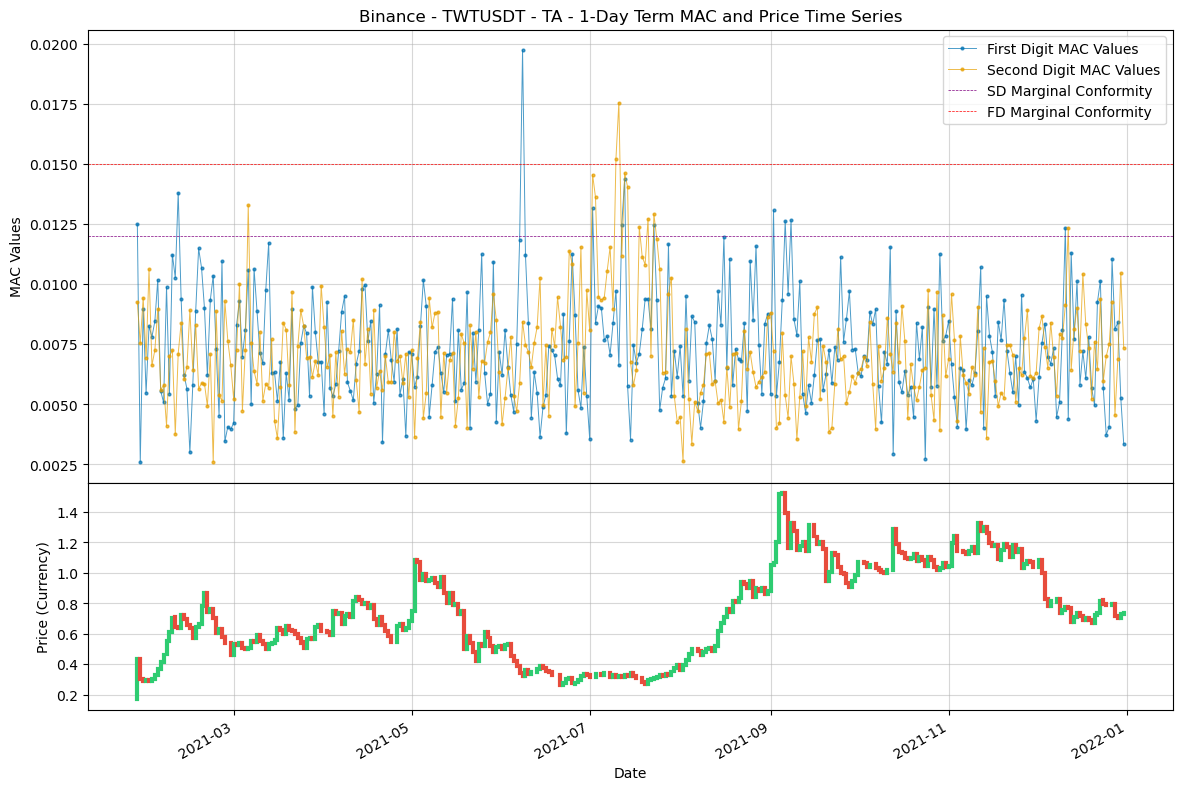 Binance - TWTUSDT - TA - 1-Day Term MAC and Price Time Series
First Digit MAC Values
Second Digit MAC Values
SD Marginal Conformity
FD Marginal Conformity
MAC Values
0.0200
0.0175
0.0150
0.0125
0.0100
0.0075
0.0050
0.0025
Price (Currency)
1.4
1.2
1.0
0.8
0.6
0.4
0.2
2021-03
2021-05
2021-07
2021-09
2021-11
2022-01
Date